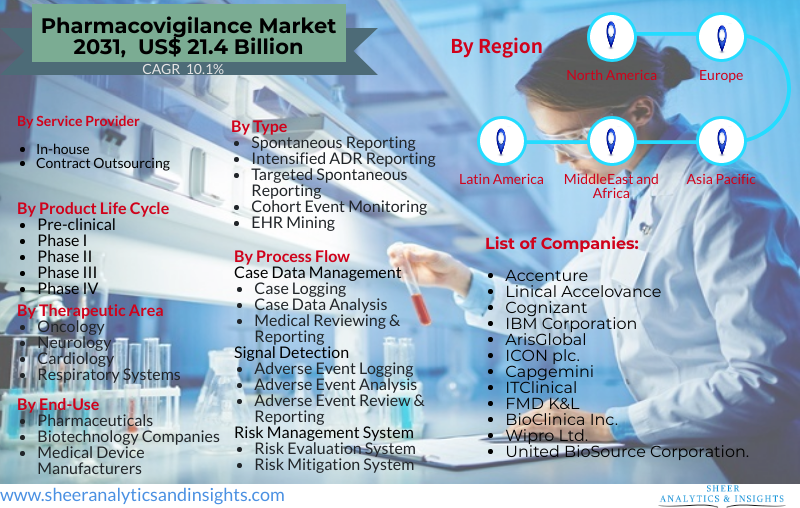 Pharmacovigilance Market
2031, US$ 21.4 Billion
CAGR 10.1%
By Service Provider
• In-house
• Contract Outsourcing
By Product Life Cycle
• Pre-clinical
• Phase I
• Phase II
• Phase III
• Phase IV
By Therapeutic Area
• Oncology
• Neurology
• Cardiology
• Respiratory Systems
By End-Use
• Pharmaceuticals
• Biotechnology Companies
• Medical Device
Manufacturers
By Type
• Spontaneous Reporting
• Intensified ADR Reporting
• Targeted Spontaneous
Reporting
• Cohort Event Monitoring
• EHR Mining
By Process Flow
Case Data Management
• Case Logging
• Case Data Analysis
• Medical Reviewing &
Reporting
Signal Detection
• Adverse Event Logging
• Adverse Event Analysis
• Adverse Event Review &
Reporting
Risk Management System
• Risk Evaluation System
• Risk Mitigation System
By Region
North America
Europe
Latin America
MiddleEast and
Africa
Asia Pacific
List of Companies:
• Accenture
• Linical Accelovance
• Cognizant
• IBM Corporation
• ArisGlobal
• ICON plc.
• Capgemini
• ITClinical
• FMD K&L
• BioClinica Inc.
• Wipro Ltd.
• United BioSource Corporation.
www.sheeranalyticsandinsights.com
SHEER
ANALYTICS & INSIGHTS